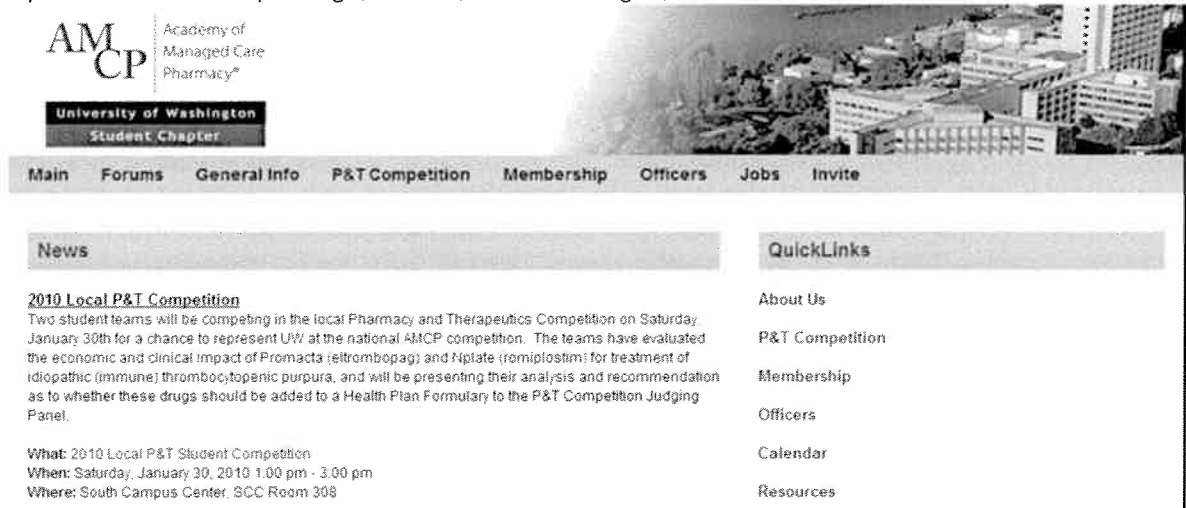 AMCP
Academy of
Managed Care
Pharmacy®
University of Washington
Student Chapter
Main Forums General Info P&T Competition Membership Officers Jobs Invite
News
2010 Local P&T Competition
Two student teams will be competing in the local Pharmacy and Therapeutics Competition on Saturday,
January 30th for a chance to represent UW at the national AMCP competition. The teams have evaluated
the economic and clinical impact of Promacta (eltrombopag) and Nplate (romiplostim) for treatment of
idiopathic (immune) thrombocytopenic purpura, and will be presenting their analysis and recommendation
as to whether these drugs should be added to a Health Plan Formulary to the P&T Competition Judging
Panel.
What: 2010 Local P&T Student Competition
When: Saturday, January 30, 2010 1:00 pm - 3:00 pm
Where: South Campus Center, SCC Room 308
QuickLinks
About Us
P&T Competition
Membership
Officers
Calendar
Resources